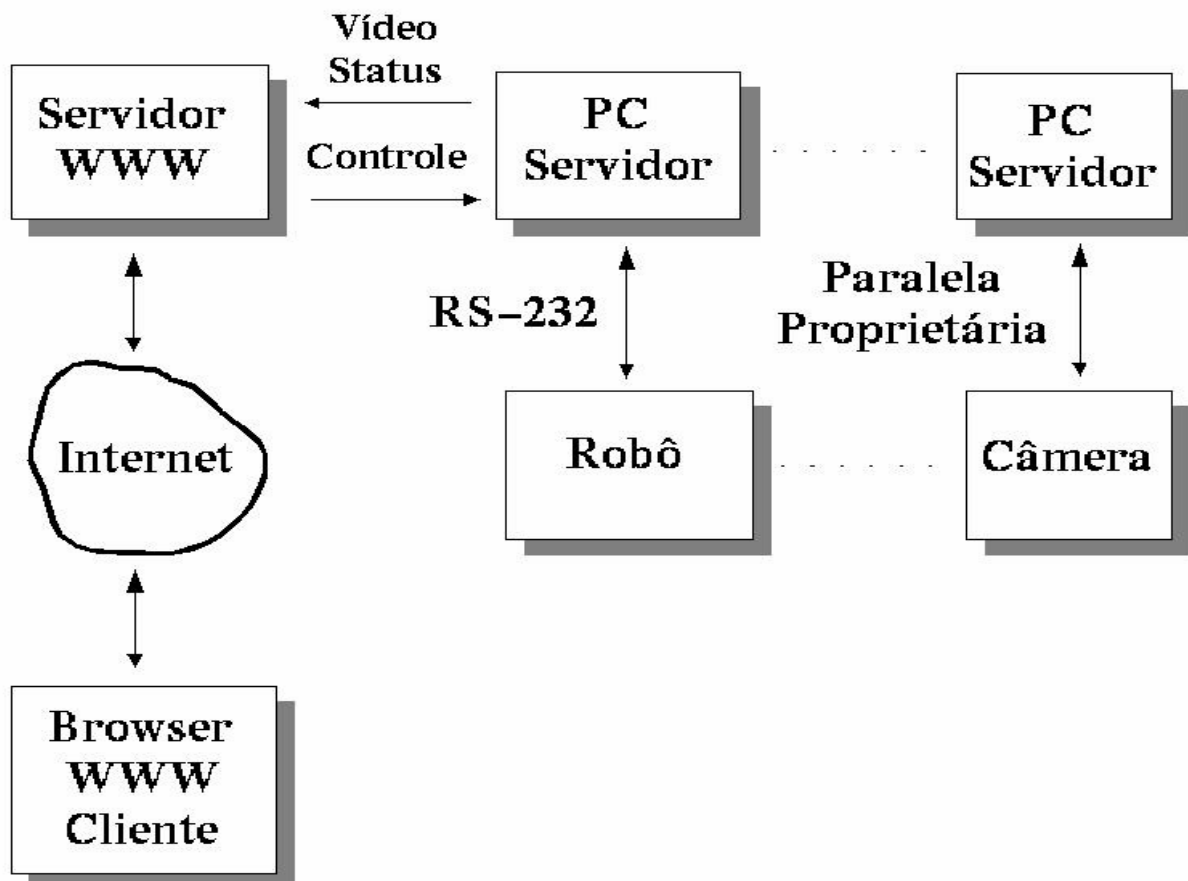 Vídeo
Status
Servidor
WWW
Controle
PC
Servidor
PC
Servidor
RS-232
Paralela
Proprietária
Internet
Robô
Câmera
Browser
WWW
Cliente